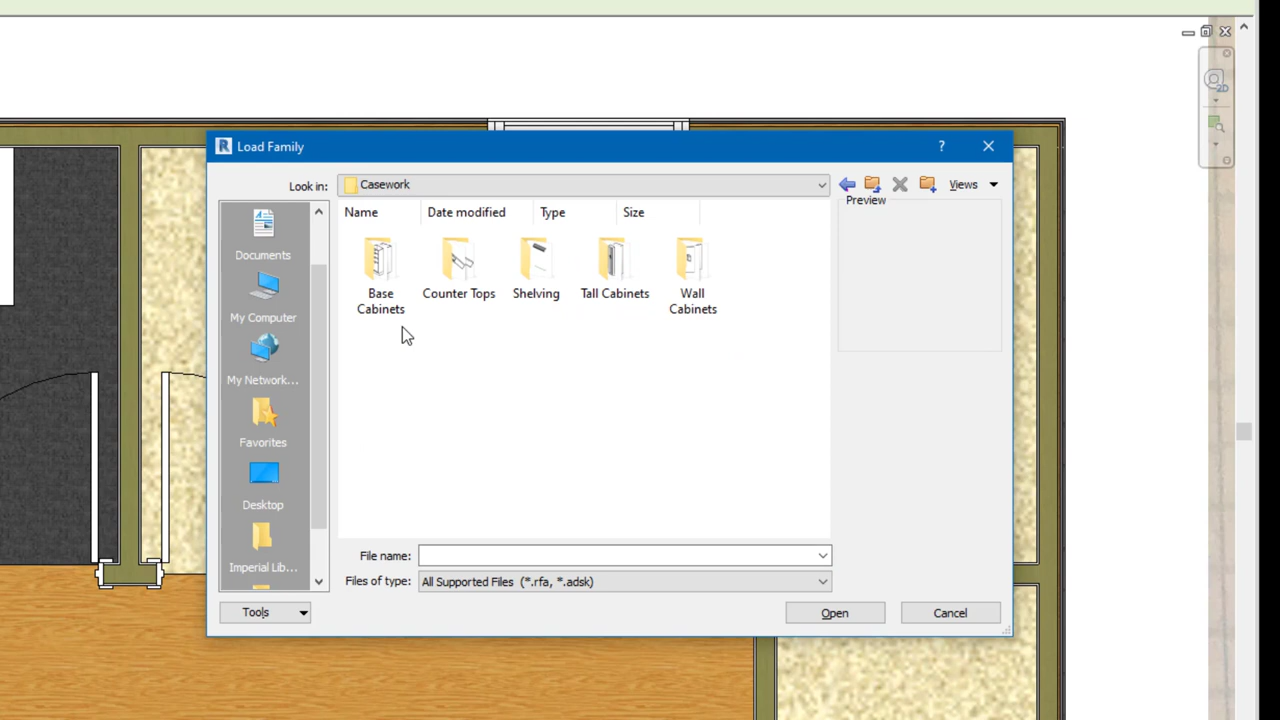 2D
R Load Family
?
Look in: Casework
Views
Preview
Name Date modified Type Size
Documents
My Computer
My Network...
Favorites
Desktop
Imperial Lib...
Base
Cabinets
Counter Tops
Shelving
Tall Cabinets
Wall
Cabinets
File name:
Files of type: All Supported Files (*.rfa, *.adsk)
Tools
Open
Cancel